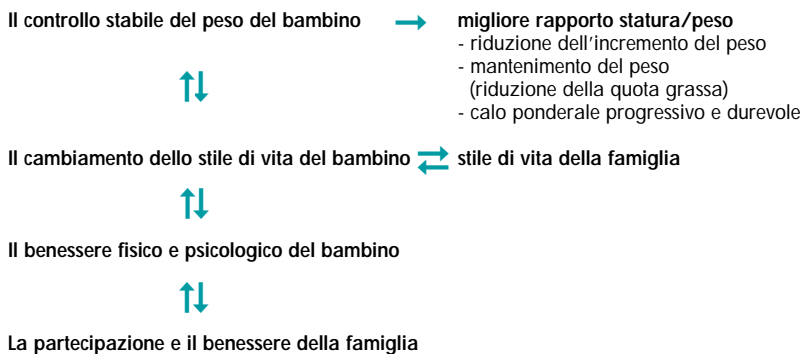 Il controllo stabile del peso del bambino → migliore rapporto statura/peso
- riduzione dell'incremento del peso
- mantenimento del peso
(riduzione della quota grassa)
- calo ponderale progressivo e durevole
Il cambiamento dello stile di vita del bambino ⇄ stile di vita della famiglia
Il benessere fisico e psicologico del bambino
La partecipazione e il benessere della famiglia